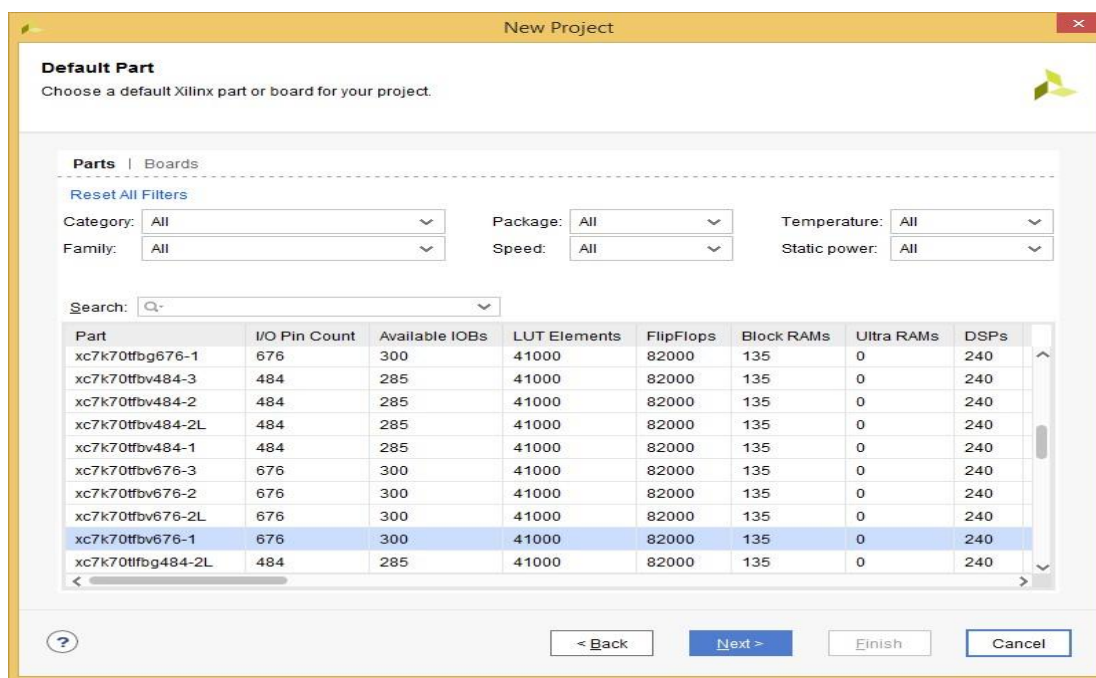 New Project
Default Part
Choose a default Xilinx part or board for your project.
Parts | Boards
Reset All Filters
Category: All Package: All Temperature: All
Family: All Speed: All Static power: All
Search:
Part I/O Pin Count Available IOBs LUT Elements FlipFlops Block RAMs Ultra RAMs DSPs
xc7k70tfbg676-1 676 300 41000 82000 135 0 240
xc7k70tfbv484-3 484 285 41000 82000 135 0 240
xc7k70tfbv484-2 484 285 41000 82000 135 0 240
xc7k70tfbv484-2L 484 285 41000 82000 135 0 240
xc7k70tfbv484-1 484 285 41000 82000 135 0 240
xc7k70tfbv676-3 676 300 41000 82000 135 0 240
xc7k70tfbv676-2 676 300 41000 82000 135 0 240
xc7k70tfbv676-2L 676 300 41000 82000 135 0 240
xc7k70tfbv676-1 676 300 41000 82000 135 0 240
xc7k70tlfbg484-2L 484 285 41000 82000 135 0 240
? < Back Next > Finish Cancel